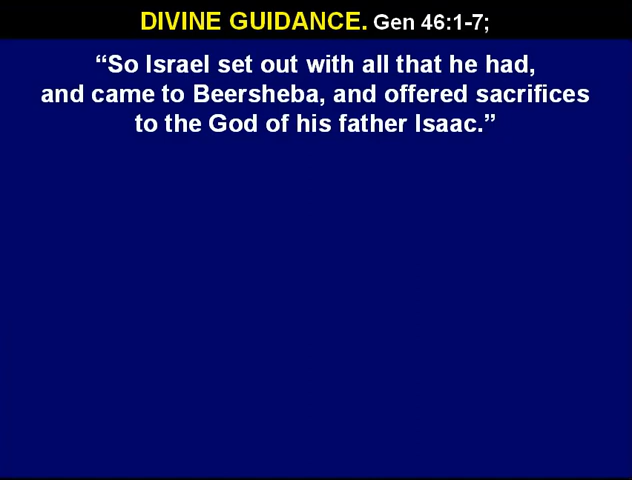 DIVINE GUIDANCE. Gen 46:1-7;
“So Israel set out with all that he had,
and came to Beersheba, and offered sacrifices
to the God of his father Isaac.”